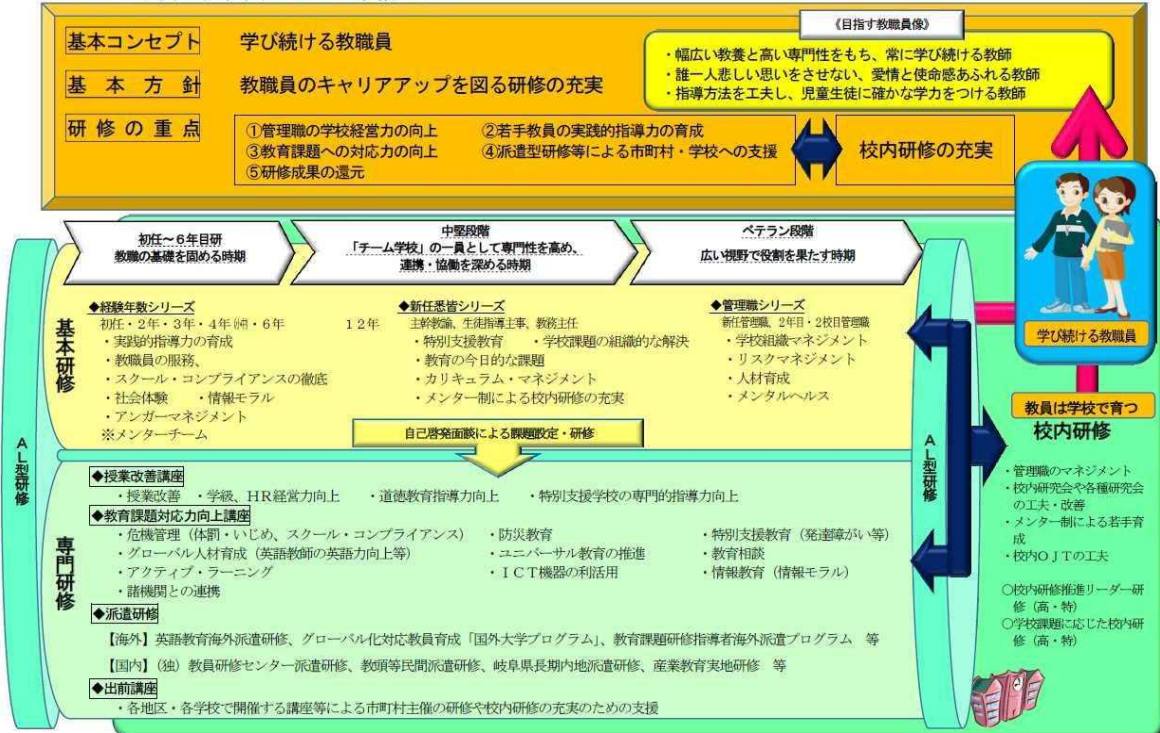 《目指す教職員像》
基本コンセプト 学び続ける教職員
・幅広い教養と高い専門性をもち、常に学び続ける教師
・誰一人悲しい思いをさせない、愛情と使命感あふれる教師
・指導方法を工夫し、児童生徒に確かな学力をつける教師
基本方針 教職員のキャリアアップを図る研修の充実
研修の重点
①管理職の学校経営力の向上 ②若手教員の実践的指導力の育成
③教育課題への対応力の向上 ④派遣型研修等による市町村・学校への支援
⑤研修成果の還元
校内研修の充実
初任～6年目研
教職の基礎を固める時期
中堅段階
「チーム学校」の一員として専門性を高め、
連携・協働を深める時期
ベテラン段階
広い視野で役割を果たす時期
学び続ける教職員
AL型研修
基本研修
◆経験年数シリーズ
初任・2年・3年・4年・6年 12年
・実践的指導力の育成
・教職員の服務、
・スクール・コンプライアンスの徹底
・社会体験 ・情報モラル
・アンガーマネジメント
※メンターチーム
◆新任悉皆シリーズ
主幹教諭、生徒指導主事、教務主任
・特別支援教育 ・学校課題の組織的な解決
・教育の今日的な課題
・カリキュラム・マネジメント
・メンター制による校内研修の充実
◆管理職シリーズ
新任管理職、2年目・2校目管理職
・学校組織マネジメント
・リスクマネジメント
・人材育成
・メンタルヘルス
自己啓発面談による課題設定・研修
専門研修
◆授業改善講座
・授業改善 ・学級、HR経営力向上 ・道徳教育指導力向上 ・特別支援学校の専門的指導力向上
◆教育課題対応力向上講座
・危機管理（体罰・いじめ、スクール・コンプライアンス） ・防災教育 ・特別支援教育（発達障がい等）
・グローバル人材育成（英語教師の英語力向上等） ・ユニバーサル教育の推進 ・教育相談
・アクティブ・ラーニング ・ICT機器の利活用 ・情報教育（情報モラル）
・諸機関との連携
◆派遣研修
【海外】英語教育海外派遣研修、グローバル化対応教員育成「国外大学プログラム」、教育課題研修指導者海外派遣プログラム 等
【国内】（独）教員研修センター派遣研修、教頭等民間派遣研修、岐阜県長期内地派遣研修、産業教育実地研修 等
◆出前講座
・各地区・各学校で開催する講座等による市町村主催の研修や校内研修の充実のための支援
AL型研修
教員は学校で育つ
校内研修
・管理職のマネジメント
・校内研究会や各種研究会
の工夫・改善
・メンター制による若手育
成
・校内OJTの工夫
○校内研修推進リーダー研
修（高・特）
○学校課題に応じた校内研
修（高・特）